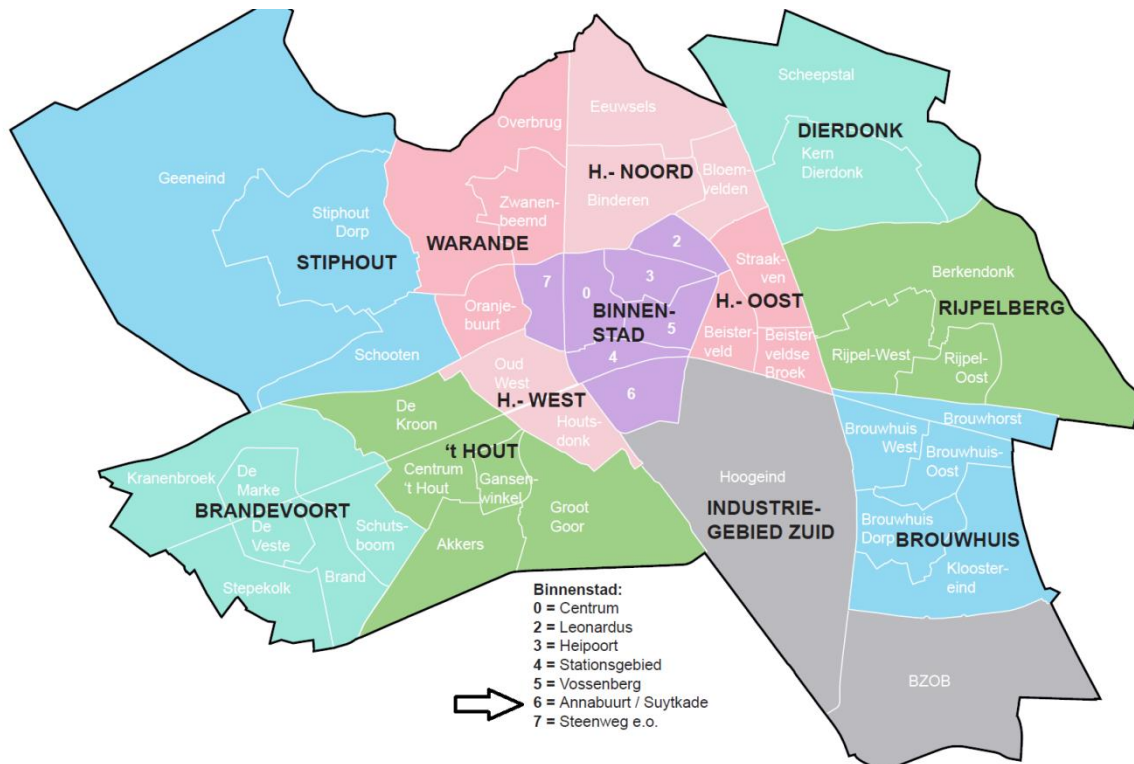 Scheepstal
Eeuwsels
Overbrug
DIERDONK
Kern
Dierdonk
H.- NOORD
Bloem-
velden
Binderen
Geeneind
Zwanen-
beemd
Stiphout
Dorp
STIPHOUT
WARANDE
2
Straak-
ven
Berkendonk
7
3
0
H.- OOST
RIJPELBERG
Oranje-
buurt
BINNEN-
STAD
5
Beister-
veld
Beister-
veldse
Broek
Schooten
4
Rijpel-West
Rijpel-
Oost
Oud
West
6
H.- WEST
De
Kroon
Houts-
donk
Brouwhorst
Brouwhuis
West
Brouwhuis-
Oost
't HOUT
Kranenbroek
De
Marke
Centrum
't Hout
Gansen-
winkel
Hoogeind
BRANDEVOORT
Groot
Goor
INDUSTRIE-
GEBIED ZUID
De
Veste
Schuts-
boom
Brouwhuis
Dorp
BROUWHUIS
Akkers
Klooster-
eind
Stepekolk
Brand
BZOB
Binnenstad:
0 = Centrum
2 = Leonardus
3 = Heipoort
4 = Stationsgebied
5 = Vossenberg
6 = Annabuurt / Suytkade
7 = Steenweg e.o.